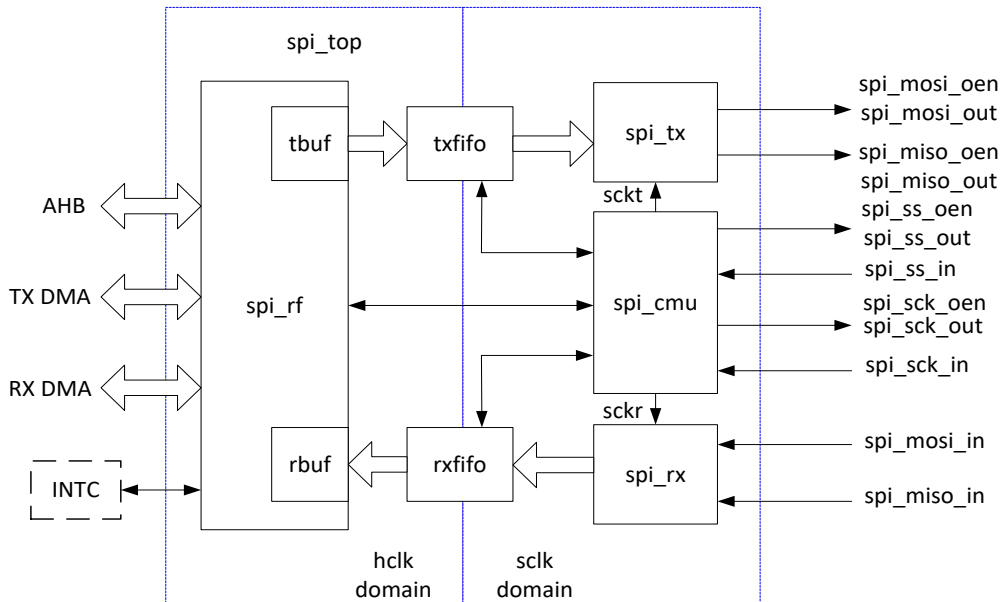 spi_top
tbuf
txfifo
spi_tx
spi_mosi_oen
spi_mosi_out
spi_miso_oen
spi_miso_out
sckt
AHB
spi_ss_oen
spi_ss_out
spi_ss_in
TX DMA
spi_rf
spi_cmu
spi_sck_oen
spi_sck_out
spi_sck_in
RX DMA
sckr
rbuf
rxfifo
spi_rx
spi_mosi_in
spi_miso_in
INTC
hclk
domain
sclk
domain